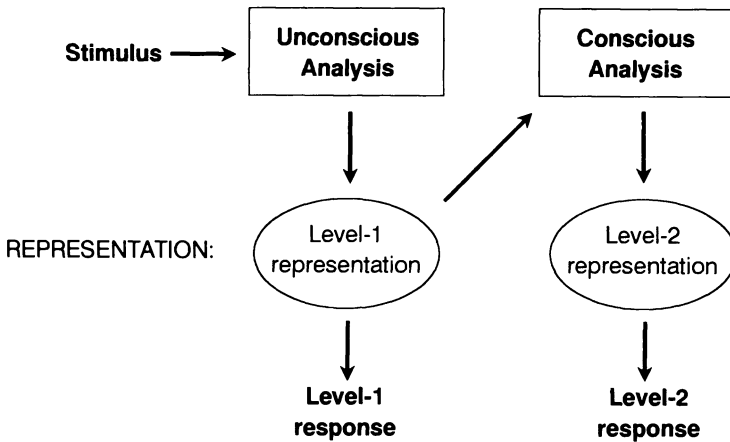 Stimulus
Unconscious
Analysis
Conscious
Analysis
REPRESENTATION:
Level-1
representation
Level-2
representation
Level-1
response
Level-2
response